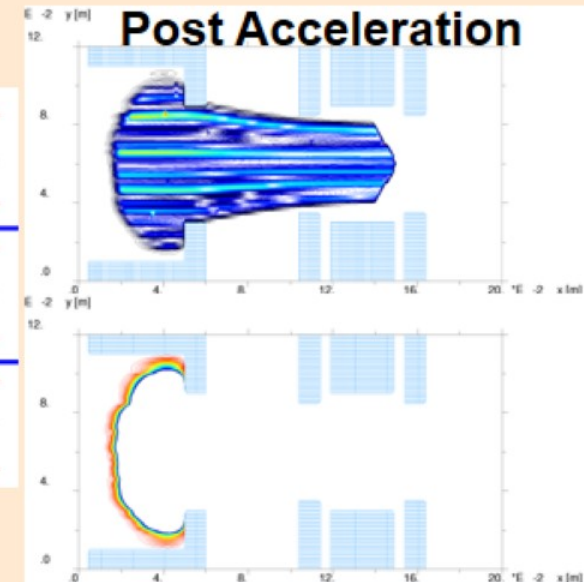 Post Acceleration
E -2 y [m]
12.
8.
4.
.0
.0 4. 8. 12. 16. 20. *E -2 x [m]
E -2 y [m]
12.
8.
4.
.0
.0 4. 8. 12. 16. 20. *E -2 x [m]